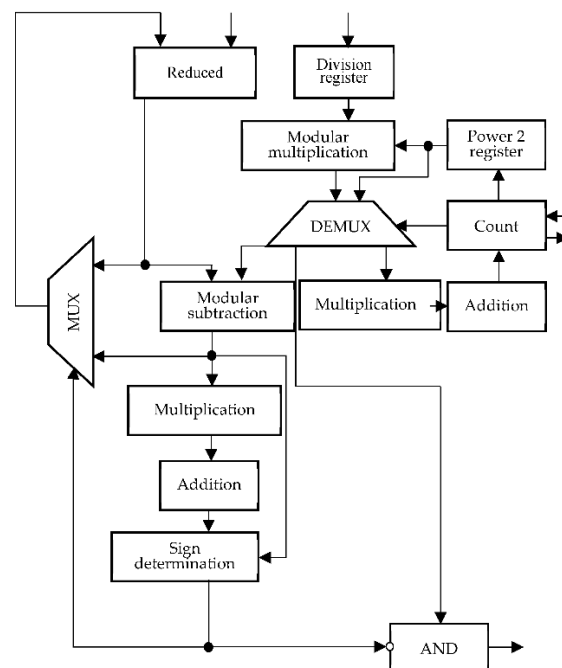 Reduced
Division
register
Modular
multiplication
Power 2
register
DEMUX
Count
MUX
Modular
subtraction
Multiplication
Addition
Multiplication
Addition
Sign
determination
AND